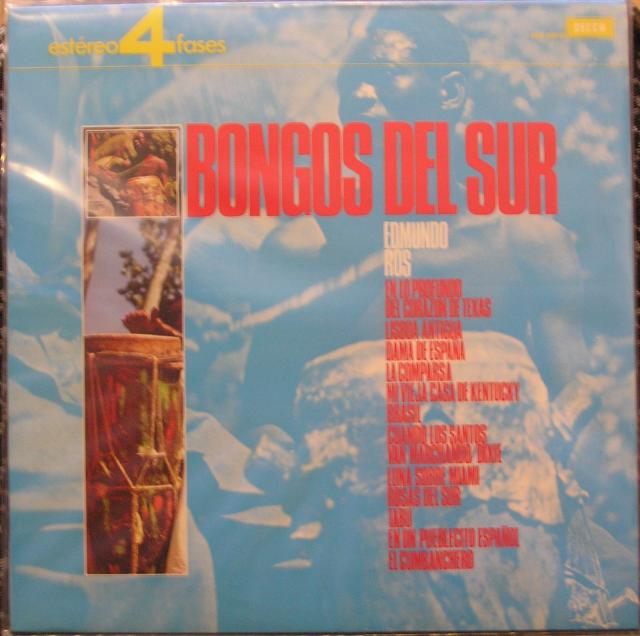 estéreo 4 fases
DECCA
BONGOS DEL SUR
EDMUNDO
ROS
EN LO PROFUNDO
DEL CORAZON DE TEXAS
LISBOA ANTIGUA
DAMA DE ESPAÑA
LA COMPARSA
MI VIEJA CASA DE KENTUCKY
BRASIL
CUANDO LOS SANTOS
VAN MARCHANDO "DIXIE"
LUNA SOBRE MIAMI
ROSAS DEL SUR
TABU
EN UN PUEBLECITO ESPAÑOL
EL CUMBANCHERO